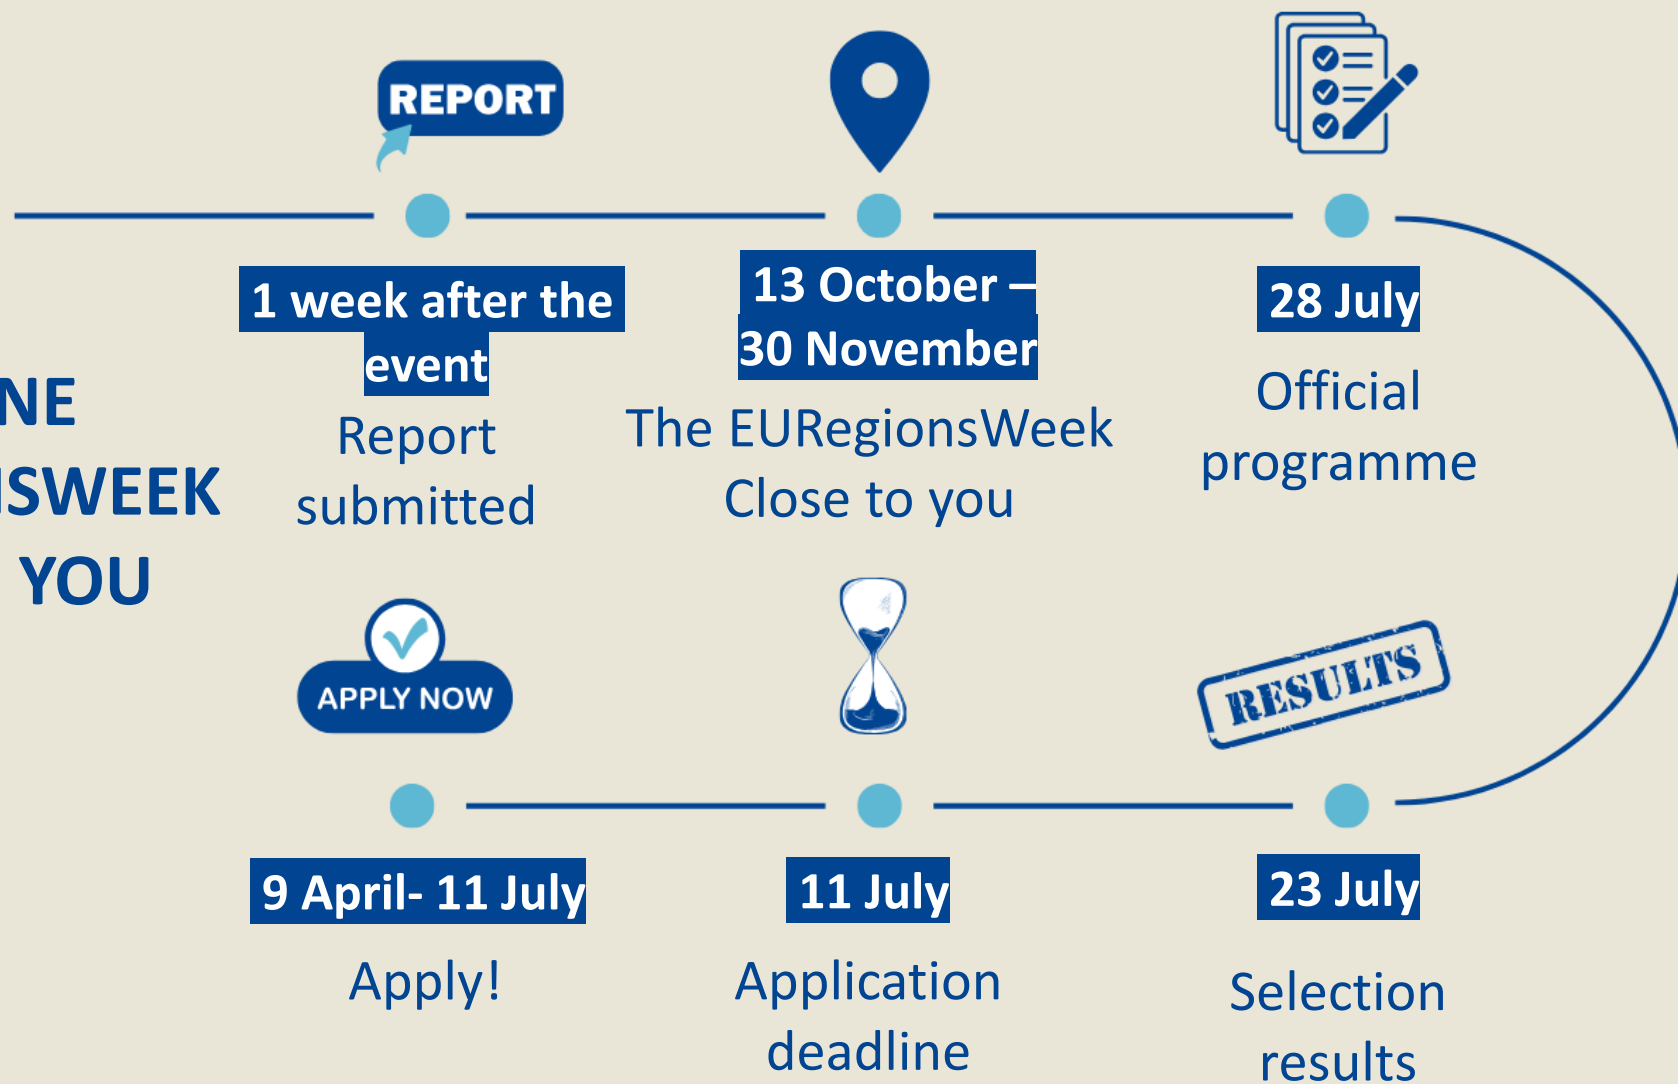 REPORT
1 week after the
event
Report
submitted
13 October –
30 November
The EURegionsWeek
Close to you
28 July
Official
programme
YOU
APPLY NOW
9 April- 11 July
Apply!
11 July
Application
deadline
RESULTS
23 July
Selection
results